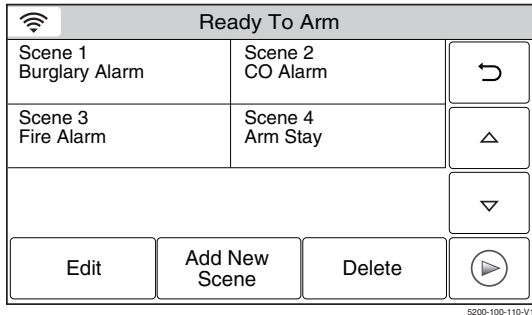 Ready To Arm
Scene 1
Burglary Alarm
Scene 2
CO Alarm
Scene 3
Fire Alarm
Scene 4
Arm Stay
Edit
Add New
Scene
Delete
5200-100-110-V1